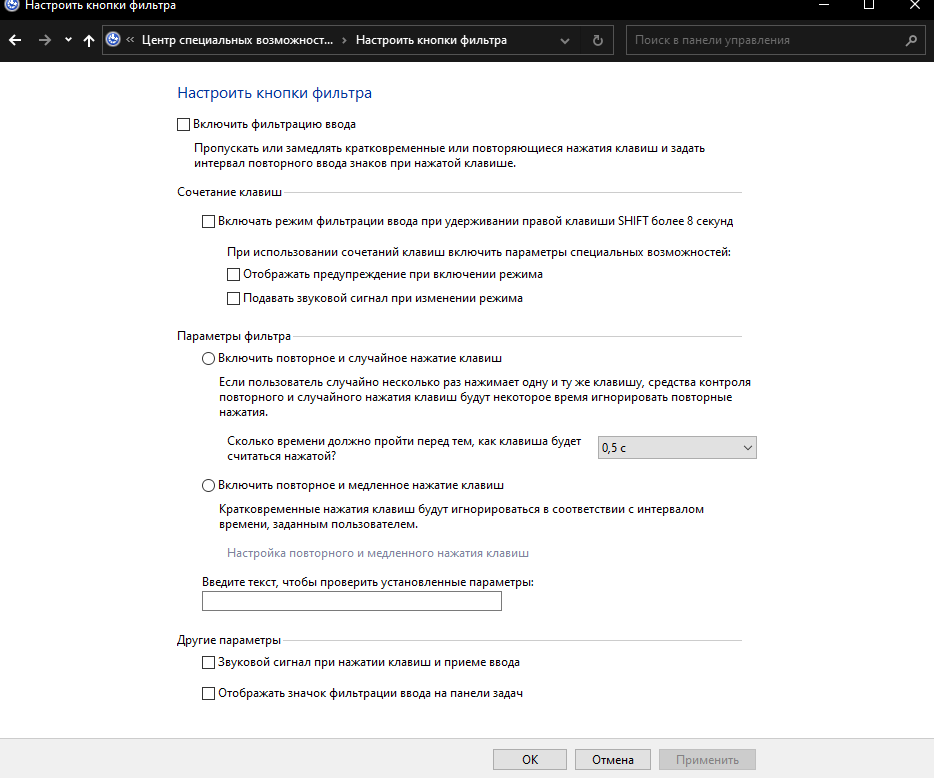 Настроить кнопки фильтра
« Центр специальных возможност... › Настроить кнопки фильтра
Поиск в панели управления
Настроить кнопки фильтра
Включить фильтрацию ввода
Пропускать или замедлять кратковременные или повторяющиеся нажатия клавиш и задать
интервал повторного ввода знаков при нажатой клавише.
Сочетание клавиш
Включать режим фильтрации ввода при удерживании правой клавиши SHIFT более 8 секунд
При использовании сочетаний клавиш включить параметры специальных возможностей:
Отображать предупреждение при включении режима
Подавать звуковой сигнал при изменении режима
Параметры фильтра
Включить повторное и случайное нажатие клавиш
Если пользователь случайно несколько раз нажимает одну и ту же клавишу, средства контроля
повторного и случайного нажатия клавиш будут некоторое время игнорировать повторные
нажатия.
Сколько времени должно пройти перед тем, как клавиша будет
считаться нажатой?
0,5 с
Включить повторное и медленное нажатие клавиш
Кратковременные нажатия клавиш будут игнорироваться в соответствии с интервалом
времени, заданным пользователем.
Настройка повторного и медленного нажатия клавиш
Введите текст, чтобы проверить установленные параметры:
Другие параметры
Звуковой сигнал при нажатии клавиш и приеме ввода
Отображать значок фильтрации ввода на панели задач
ОК
Отмена
Применить